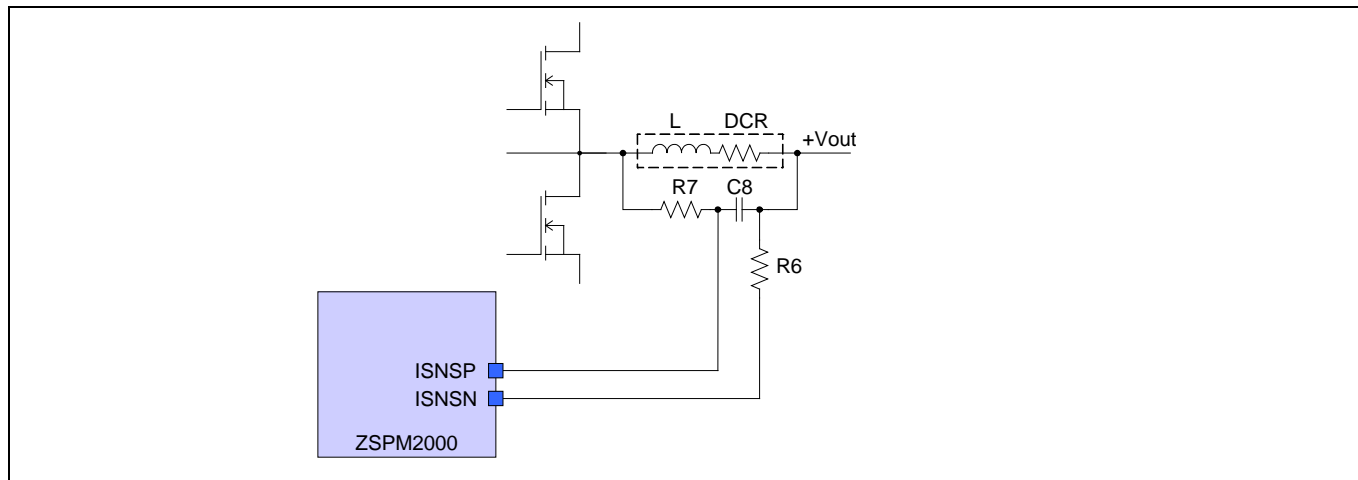 L
DCR
+Vout
R7
C8
R6
ISNSP
ISNSN
ZSPM2000